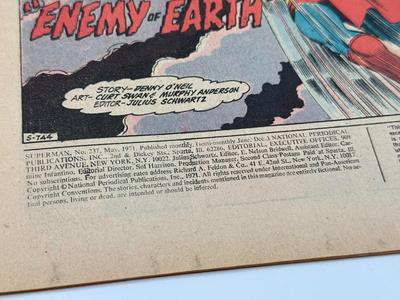 ENEMY OF EARTH
STORY- DENNY O'NEIL
ART- CURT SWAN & MURPHY ANDERSON
EDITOR- JULIUS SCHWARTZ
S-744
SUPERMAN, No. 237, May, 1971. Published monthly. (semi-monthly Jan. Dec.) NATIONAL PERIODICAL
PUBLICATIONS, INC., 2nd & Dickey Sts., Sparta, Ill. 62286, EDITORIAL, EXECUTIVE OFFICES, 909
THIRD AVENUE, NEW YORK, N.Y. 10022. Julius Schwartz, Editor, E. Nelson Bridwell, Assistant Editor, Car-
mine Infantino, Editorial Director, Sol Harrison, Production Manager, Second Class Postage Paid at Sparta, Ill.
No subscriptions. For advertising rates address Richard A. Feldon & Co., 41 E. 42nd St., New York, N.Y. 10017.
Copyright © National Periodical Publications, Inc., 1971. All rights reserved under International and Pan-American
Copyright Conventions. The stories, characters and incidents mentioned in this magazine are entirely fictional. No ac-
tual persons, living or dead, are intended or should be inferred.